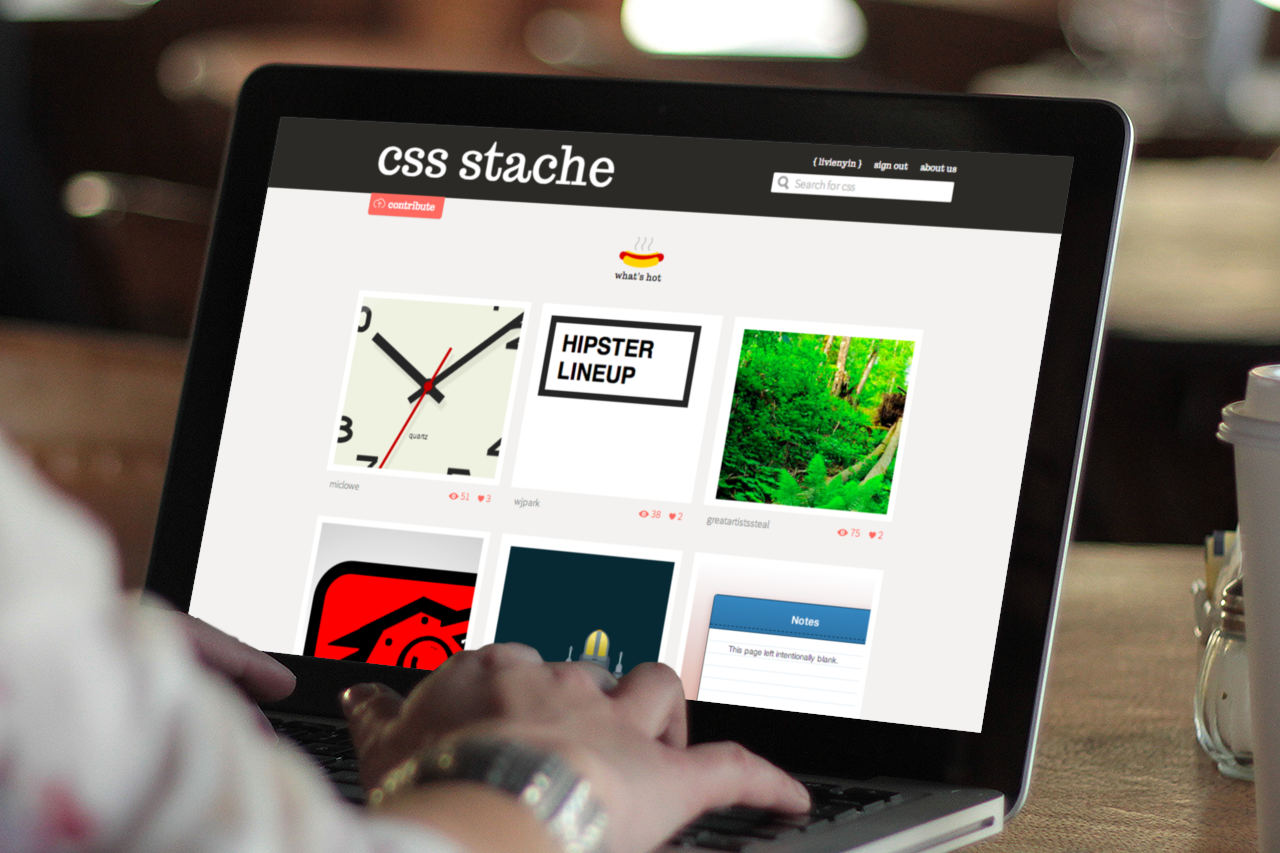 css stache
{ livienyin } sign out about us
Search for css
contribute
what's hot
quartz
HIPSTER
LINEUP
miclowe
51 3
wjpark
38 2
greatartistssteal
75 2
Notes
This page left intentionally blank.